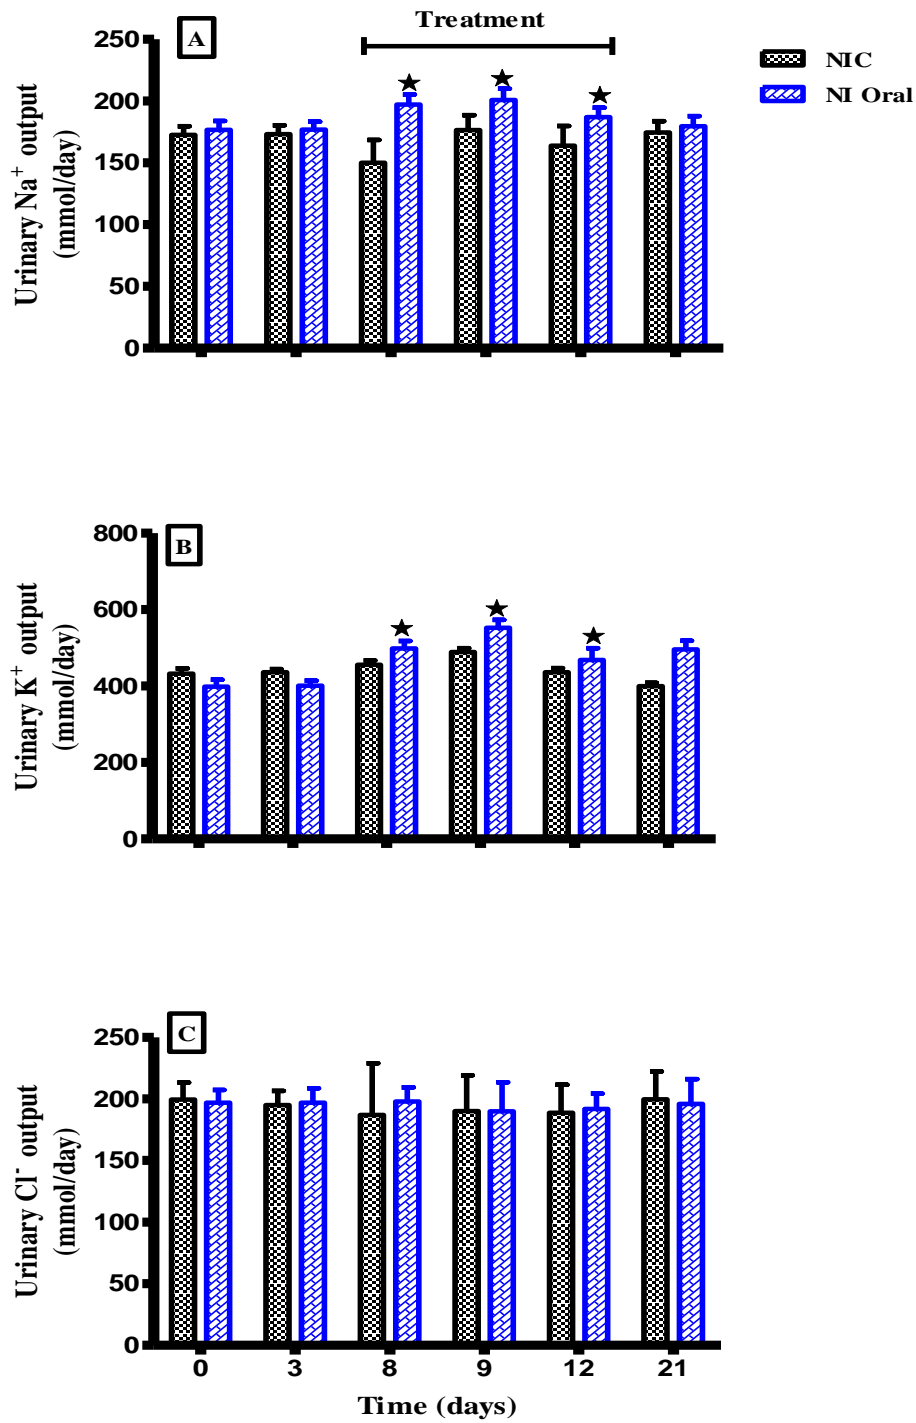 Treatment
A
NIC
NI Oral
250
200
150
100
50
0
Urinary Na⁺ output
(mmol/day)
B
800
600
400
200
0
Urinary K⁺ output
(mmol/day)
C
250
200
150
100
50
0
Urinary Cl⁻ output
(mmol/day)
0 3 8 9 12 21
Time (days)